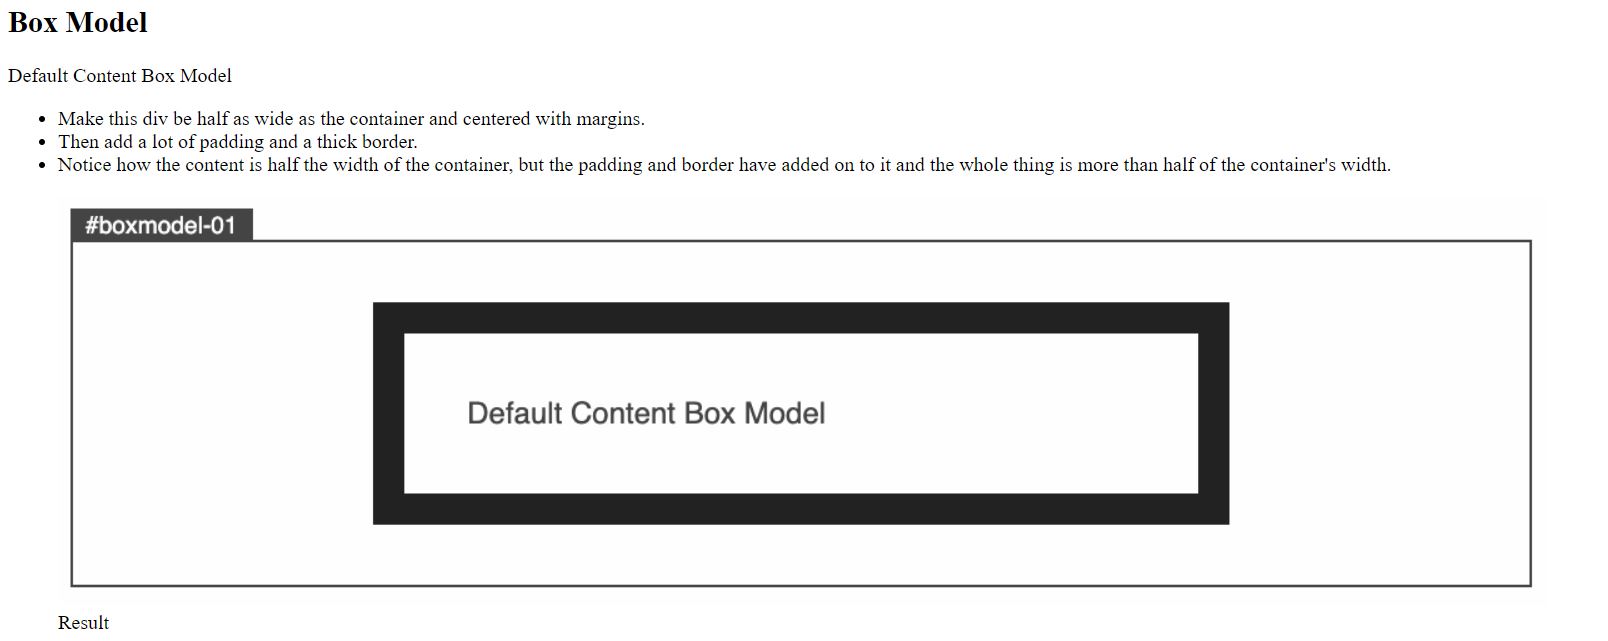 Box Model
Default Content Box Model
Make this div be half as wide as the container and centered with margins.
Then add a lot of padding and a thick border.
Notice how the content is half the width of the container, but the padding and border have added on to it and the whole thing is more than half of the container's width.
#boxmodel-01
Default Content Box Model
Result